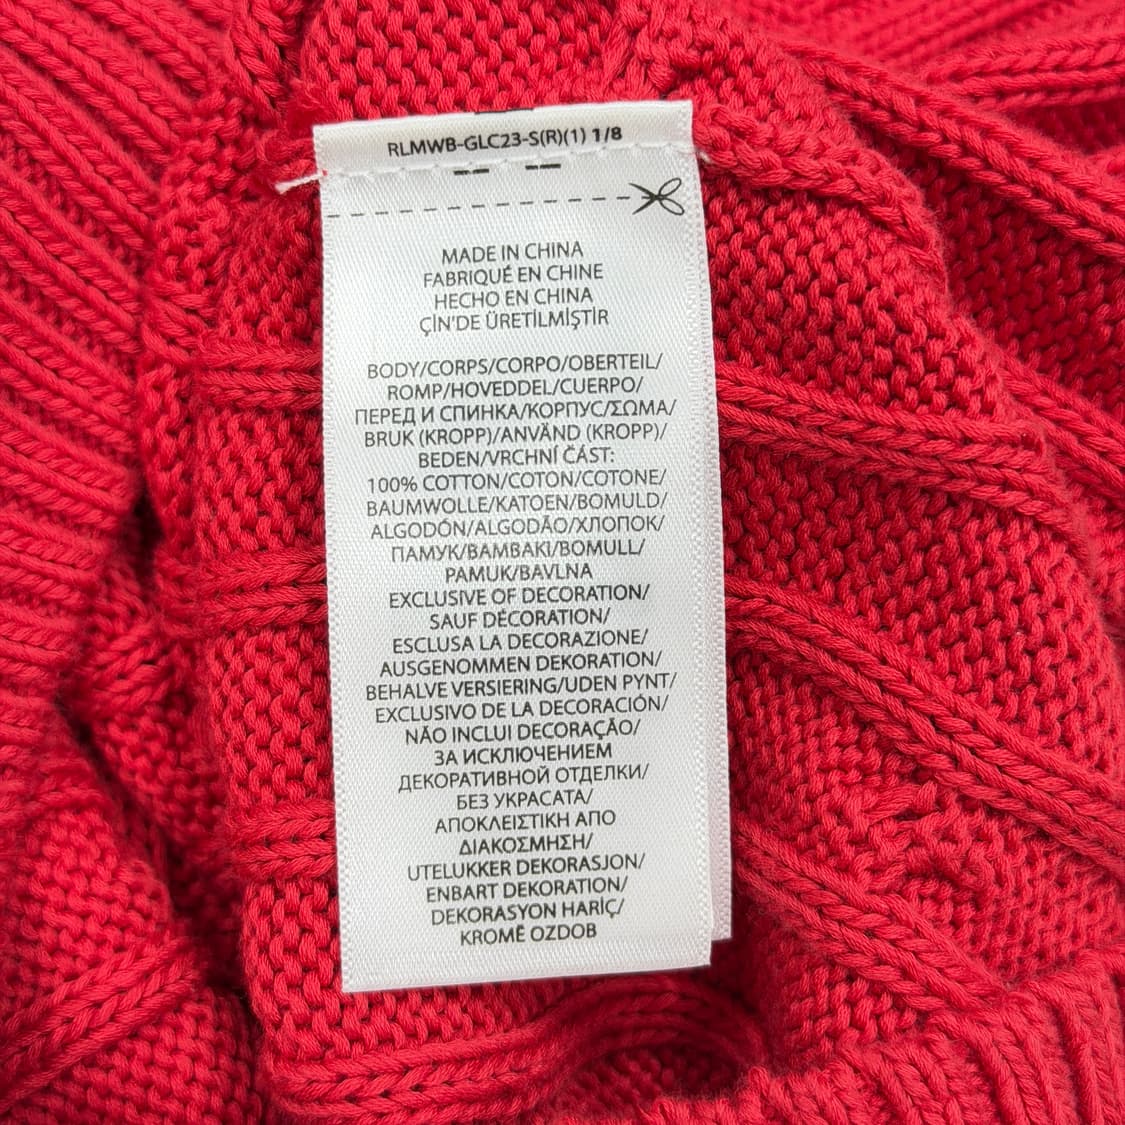 RLMWB-GLC23-S(R)(1) 1/8
MADE IN CHINA
FABRIQUÉ EN CHINE
HECHO EN CHINA
ÇİN'DE ÜRETİLMİŞTİR
BODY/CORPS/CORPO/OBERTEIL/
ROMP/HOVEDDEL/CUERPO/
ПЕРЕД И СПИНКА/КОРПУС/ΣΩΜΑ/
BRUK (KROPP)/ANVÄND (KROPP)/
BEDEN/VRCHNÍ ČÁST:
100% COTTON/COTON/COTONE/
BAUMWOLLE/KATOEN/BOMULD/
ALGODÓN/ALGODÃO/ХЛОПОК/
ПАМУК/ΒΑΜΒΑΚΙ/BOMULL/
PAMUK/BAVLNA
EXCLUSIVE OF DECORATION/
SAUF DÉCORATION/
ESCLUSA LA DECORAZIONE/
AUSGENOMMEN DEKORATION/
BEHALVE VERSIERING/UDEN PYNT/
EXCLUSIVO DE LA DECORACIÓN/
NÃO INCLUI DECORAÇÃO/
ЗА ИСКЛЮЧЕНИЕМ
ДЕКОРАТИВНОЙ ОТДЕЛКИ/
БЕЗ УКРАСАТА/
ΑΠΟΚΛΕΙΣΤΙΚΗ ΑΠΟ
ΔΙΑΚΟΣΜΗΣΗ/
UTELUKKER DEKORASJON/
ENBART DEKORATION/
DEKORASYON HARİÇ/
KROMĚ OZDOB